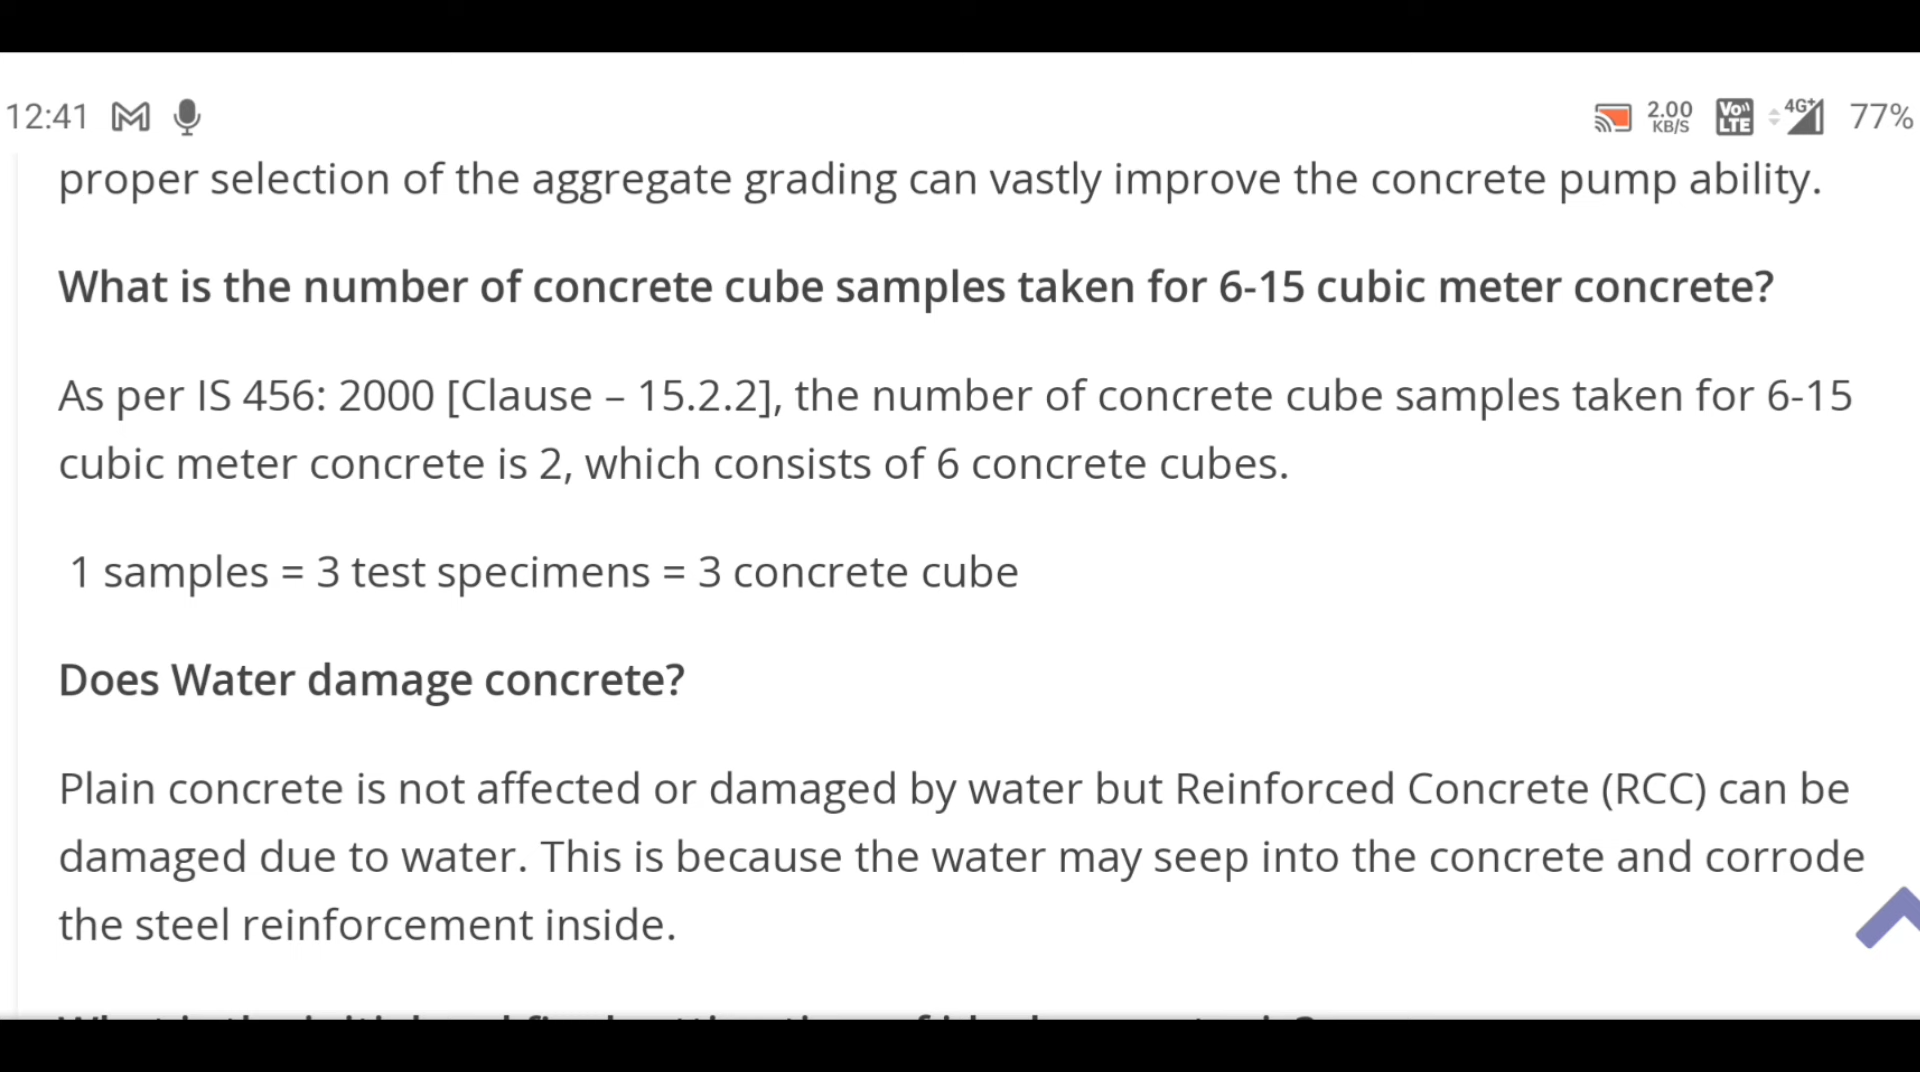 12:41
2.00 KB/S Vo)) LTE 4G+ 77%
proper selection of the aggregate grading can vastly improve the concrete pump ability.
What is the number of concrete cube samples taken for 6-15 cubic meter concrete?
As per IS 456: 2000 [Clause – 15.2.2], the number of concrete cube samples taken for 6-15
cubic meter concrete is 2, which consists of 6 concrete cubes.
1 samples = 3 test specimens = 3 concrete cube
Does Water damage concrete?
Plain concrete is not affected or damaged by water but Reinforced Concrete (RCC) can be
damaged due to water. This is because the water may seep into the concrete and corrode
the steel reinforcement inside.